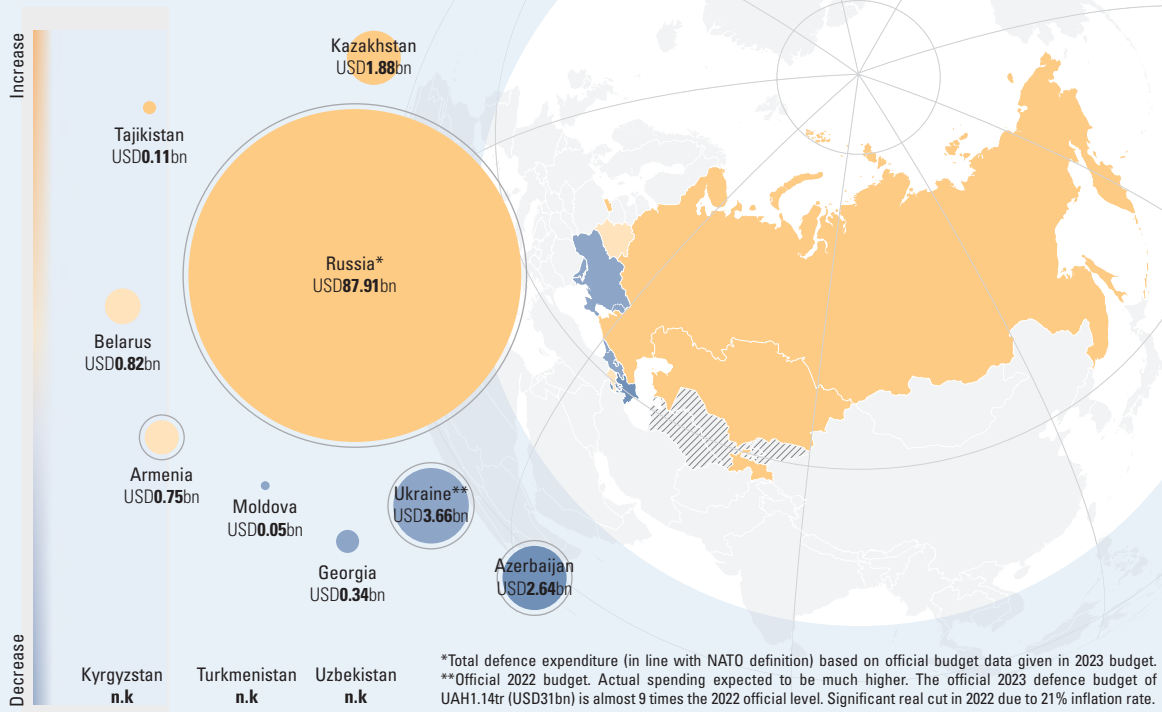 Increase
Kazakhstan
USD1.88bn
Tajikistan
USD0.11bn
Russia*
USD87.91bn
Belarus
USD0.82bn
Armenia
USD0.75bn
Moldova
USD0.05bn
Ukraine**
USD3.66bn
Georgia
USD0.34bn
Azerbaijan
USD2.64bn
Decrease
Kyrgyzstan
n.k
Turkmenistan
n.k
Uzbekistan
n.k
*Total defence expenditure (in line with NATO definition) based on official budget data given in 2023 budget.
**Official 2022 budget. Actual spending expected to be much higher. The official 2023 defence budget of
UAH1.14tr (USD31bn) is almost 9 times the 2022 official level. Significant real cut in 2022 due to 21% inflation rate.